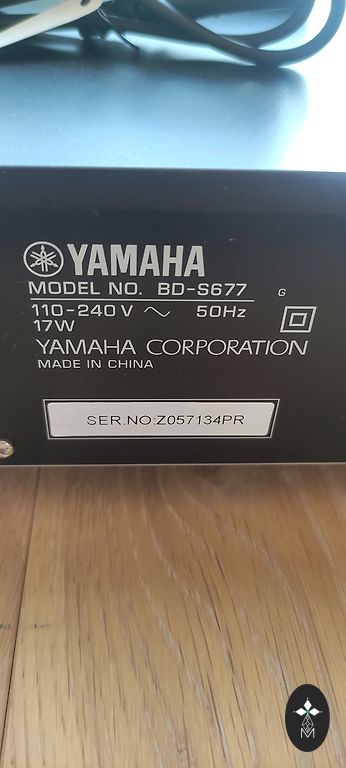 YAMAHA
MODEL NO. BD-S677 G
110-240V ~ 50Hz
17W
YAMAHA CORPORATION
MADE IN CHINA
SER.NO:Z057134PR
M